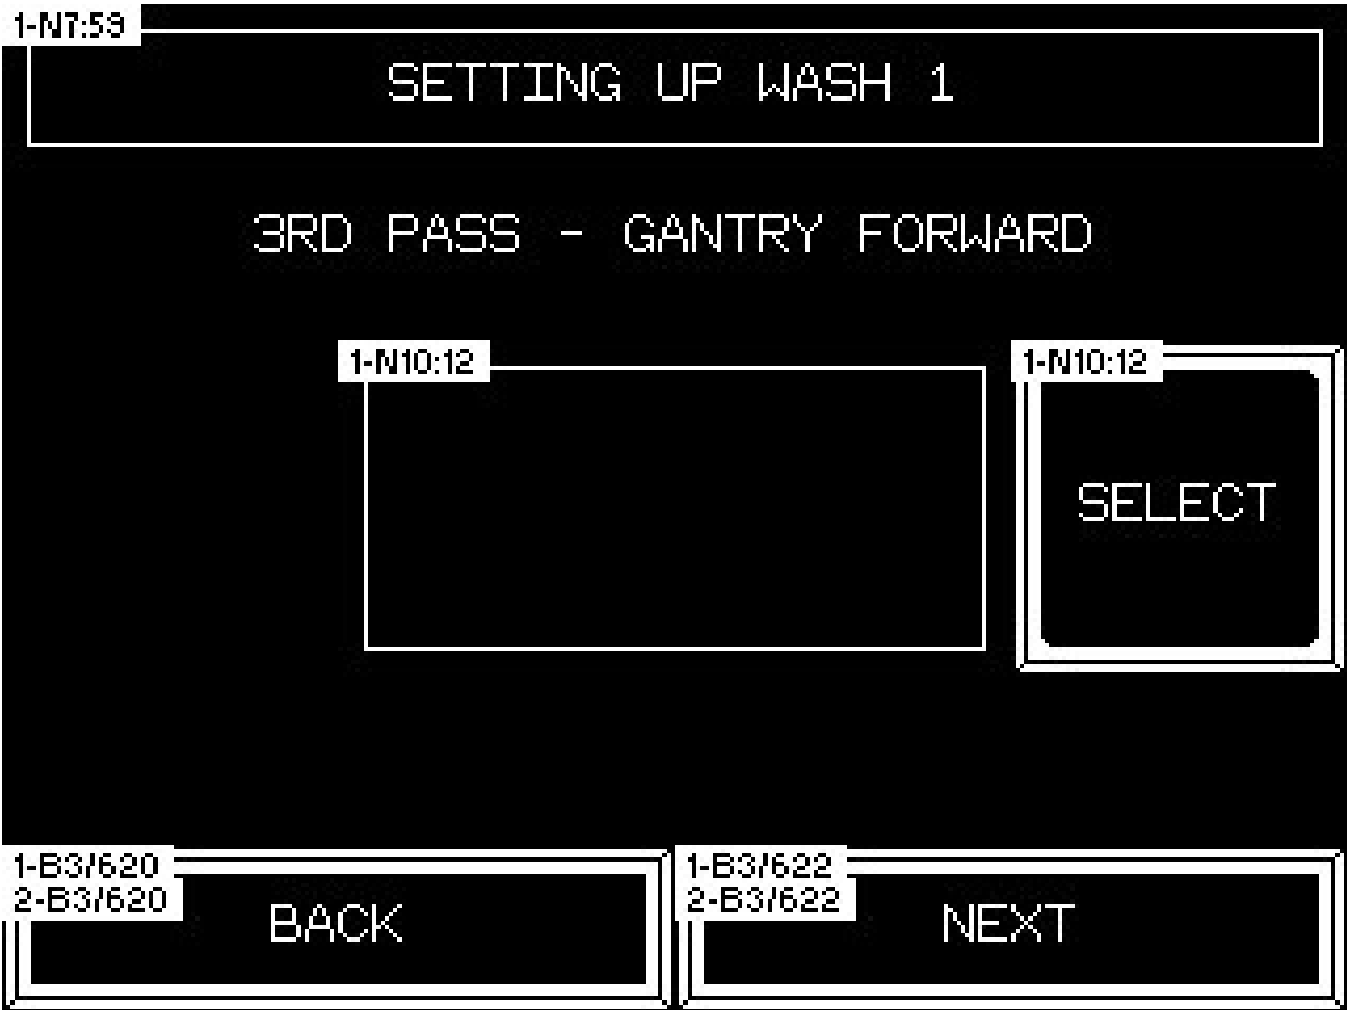 1-N7:59
SETTING UP WASH 1
3RD PASS - GANTRY FORWARD
1-N10:12
1-N10:12
SELECT
1-B3/620
2-B3/620
BACK
1-B3/622
2-B3/622
NEXT